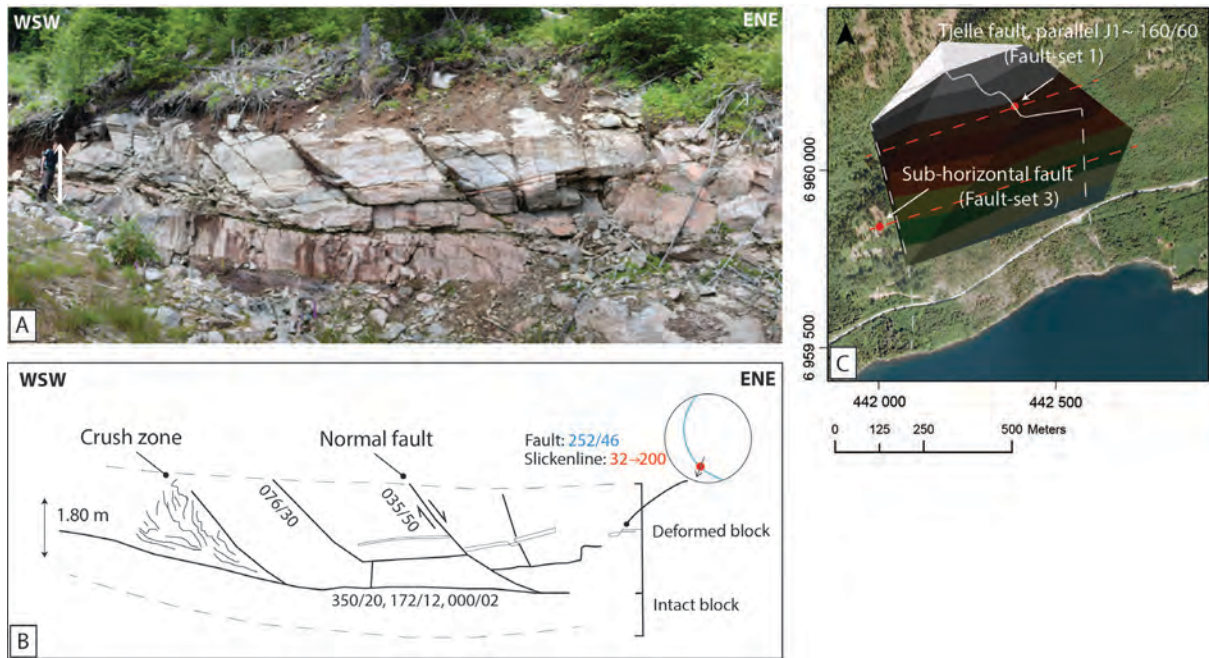 WSW
ENE
A
WSW
ENE
Crush zone
Normal fault
Fault: 252/46
Slickenline: 32→200
1.80 m
076/30
035/50
Deformed block
350/20, 172/12, 000/02
Intact block
B
Tjelle fault, parallel J1~ 160/60
(Fault-set 1)
Sub-horizontal fault
(Fault-set 3)
6 960 000
6 959 500
C
442 000
442 500
0
125
250
500 Meters